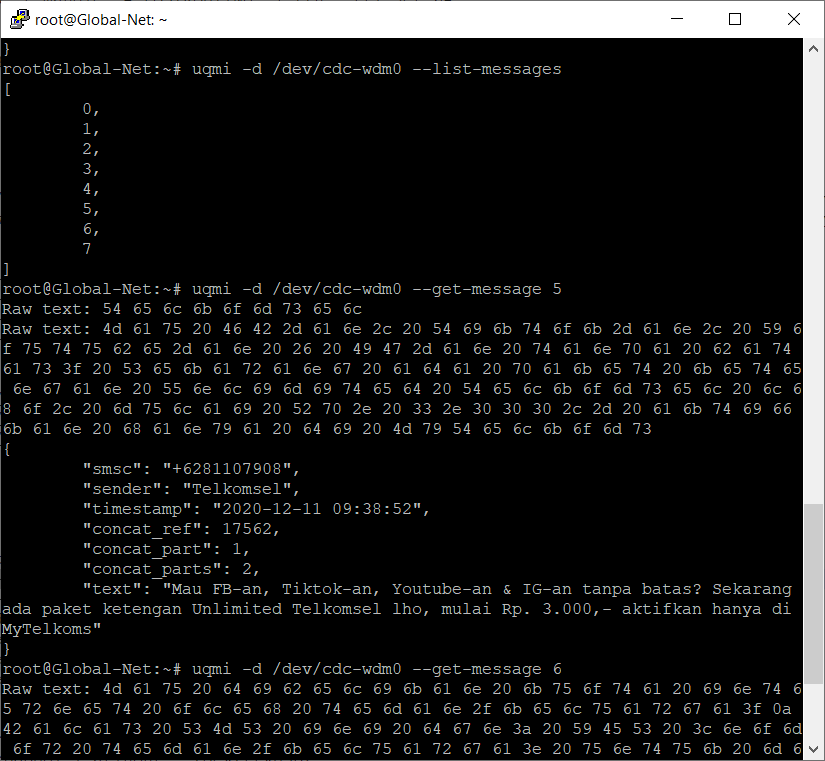 root@Global-Net: ~
}
root@Global-Net:~# uqmi -d /dev/cdc-wdm0 --list-messages
[
        0,
        1,
        2,
        3,
        4,
        5,
        6,
        7
]
root@Global-Net:~# uqmi -d /dev/cdc-wdm0 --get-message 5
Raw text: 54 65 6c 6b 6f 6d 73 65 6c
Raw text: 4d 61 75 20 46 42 2d 61 6e 2c 20 54 69 6b 74 6f 6b 2d 61 6e 2c 20 59 6
f 75 74 75 62 65 2d 61 6e 20 26 20 49 47 2d 61 6e 20 74 61 6e 70 61 20 62 61 74
61 73 3f 20 53 65 6b 61 72 61 6e 67 20 61 64 61 20 70 61 6b 65 74 20 6b 65 74 65
 6e 67 61 6e 20 55 6e 6c 69 6d 69 74 65 64 20 54 65 6c 6b 6f 6d 73 65 6c 20 6c 6
8 6f 2c 20 6d 75 6c 61 69 20 52 70 2e 20 33 2e 30 30 30 2c 2d 20 61 6b 74 69 66
6b 61 6e 20 68 61 6e 79 61 20 64 69 20 4d 79 54 65 6c 6b 6f 6d 73
{
        "smsc": "+6281107908",
        "sender": "Telkomsel",
        "timestamp": "2020-12-11 09:38:52",
        "concat_ref": 17562,
        "concat_part": 1,
        "concat_parts": 2,
        "text": "Mau FB-an, Tiktok-an, Youtube-an & IG-an tanpa batas? Sekarang
ada paket ketengan Unlimited Telkomsel lho, mulai Rp. 3.000,- aktifkan hanya di
MyTelkoms"
}
root@Global-Net:~# uqmi -d /dev/cdc-wdm0 --get-message 6
Raw text: 4d 61 75 20 64 69 62 65 6c 69 6b 61 6e 20 6b 75 6f 74 61 20 69 6e 74 6
5 72 6e 65 74 20 6f 6c 65 68 20 74 65 6d 61 6e 2f 6b 65 6c 75 61 72 67 61 3f 0a
42 61 6c 61 73 20 53 4d 53 20 69 6e 69 20 64 67 6e 3a 20 59 45 53 20 3c 6e 6f 6d
 6f 72 20 74 65 6d 61 6e 2f 6b 65 6c 75 61 72 67 61 3e 20 75 6e 74 75 6b 20 6d 6